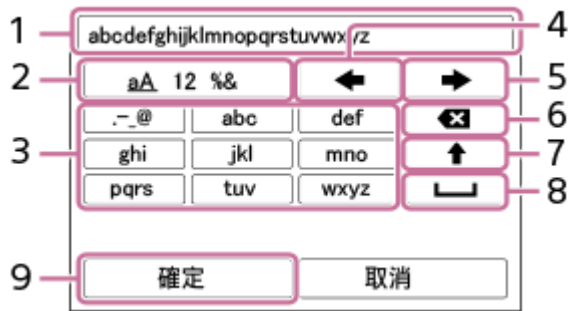 1 abcdefghijklmnopqrstuvwxyz 4
2 aA 12 %& ← → 5
.-_@ abc def 6
3 ghi jkl mno ↑ 7
pqrs tuv wxyz 8
9 確定 取消